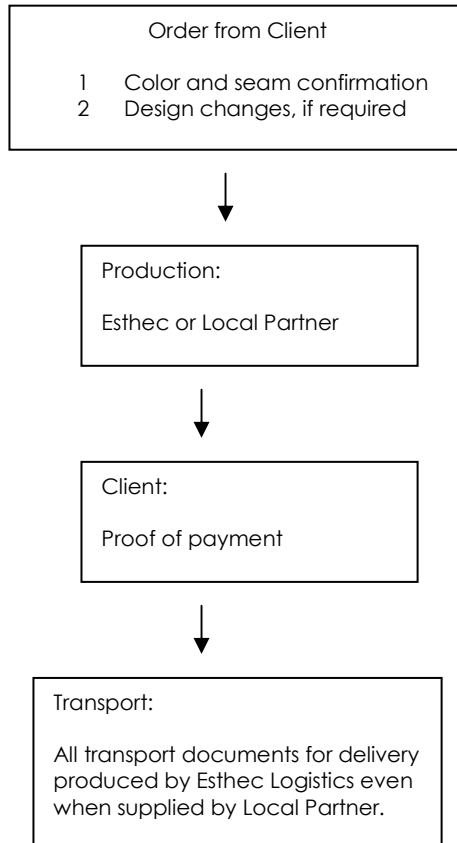 Order from Client
1 Color and seam confirmation
2 Design changes, if required
Production:
Esthec or Local Partner
Client:
Proof of payment
Transport:
All transport documents for delivery
produced by Esthec Logistics even
when supplied by Local Partner.